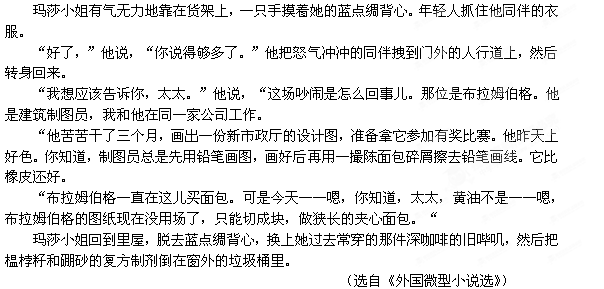 玛莎小姐有气无力地靠在货架上，一只手摸着她的蓝点绸背心。年轻人抓住他同伴的衣
服。
“好了，”他说，“你说得够多了。”他把怒气冲冲的同伴拽到门外的人行道上，然后
转身回来。
“我想应该告诉你，太太。”他说，“这场吵闹是怎么回事儿。那位是布拉姆伯格。他
是建筑制图员，我和他在同一家公司工作。
“他苦苦干了三个月，画出一份新市政厅的设计图，准备拿它参加有奖比赛。他昨天上
好色。你知道，制图员总是先用铅笔画图，画好后再用一撮陈面包碎屑擦去铅笔画线。它比
橡皮还好。
“布拉姆伯格一直在这儿买面包。可是今天一一嗯，你知道，太太，黄油不是一一嗯，
布拉姆伯格的图纸现在没用场了，只能切成块，做狭长的夹心面包。“
玛莎小姐回到里屋，脱去蓝点绸背心，换上她过去常穿的那件深咖啡的旧哔叽，然后把
榅桲籽和硼砂的复方制剂倒在窗外的垃圾桶里。
（选自《外国微型小说选》）